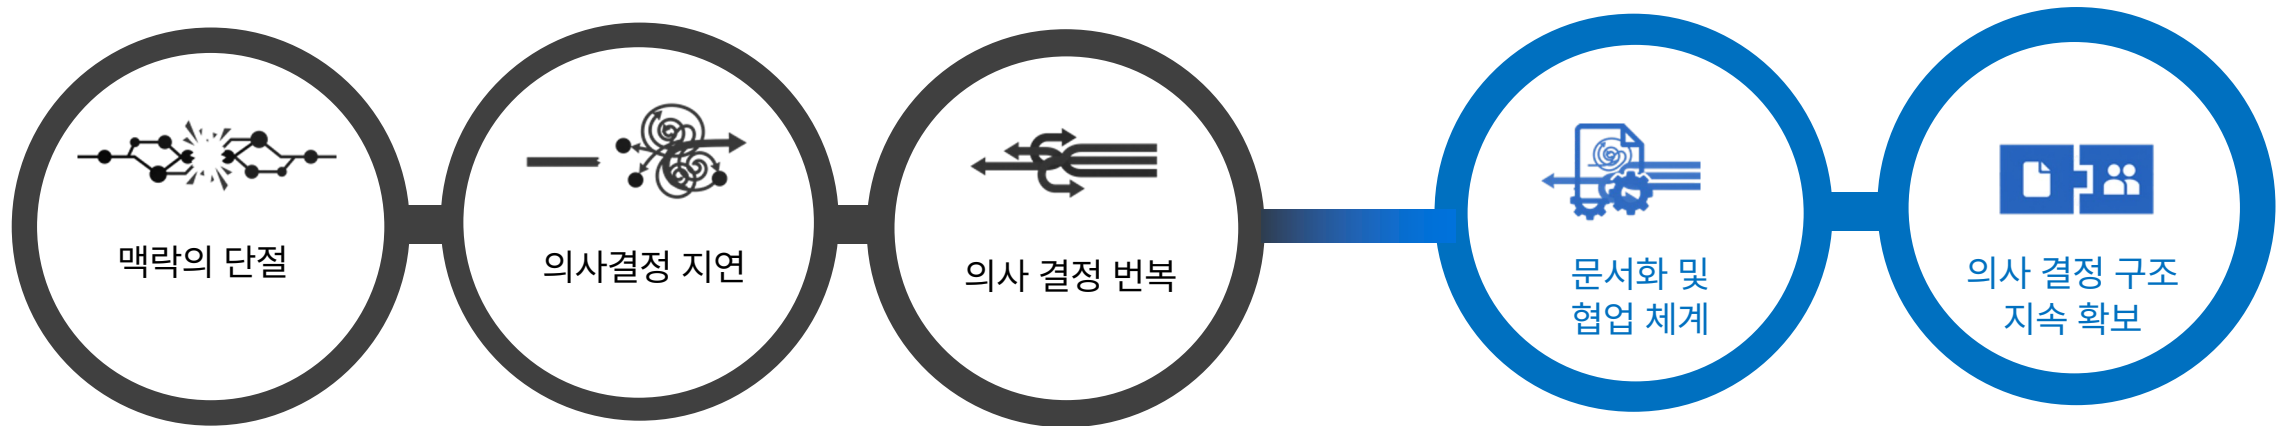 맥락의 단절
의사결정 지연
의사 결정 번복
문서화 및
협업 체계
의사 결정 구조
지속 확보